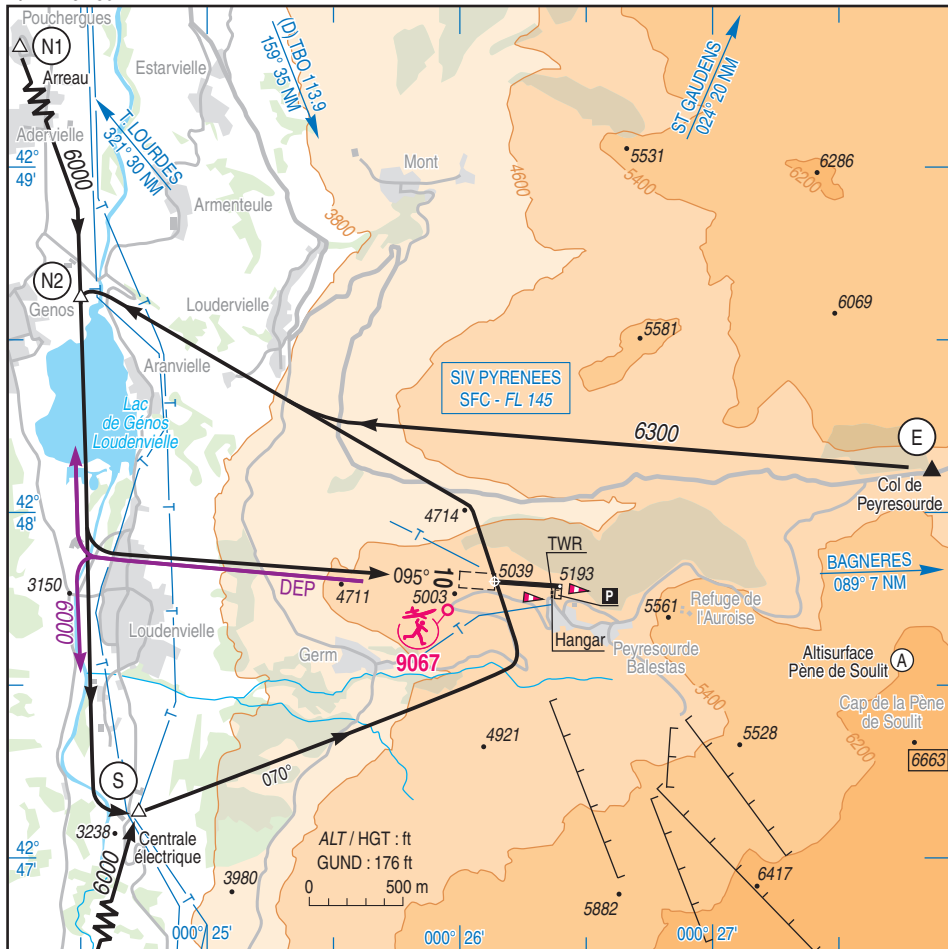 Pouchergues
N1
Arreau
Estarvielle
Adervielle
6000
T. LOURDES
321° 30 NM
(D) TBO 113.9
159° 35 NM
ST GAUDENS
024° 20 NM
42°
49'
Mont
4600
5531
5400
6286
6200
Armenteule
3800
N2
Genos
Loudervielle
6069
5581
Aranvielle
SIV PYRENEES
SFC - FL 145
Lac
de Génos
Loudenvielle
6300
E
Col de
Peyresourde
42°
48'
4714
TWR
095°
10
5039
5193
P
BAGNERES
089° 7 NM
DEP
4711
5003
3150
6000
9067
Hangar
5561
Refuge de
l'Auroise
Loudenvielle
Germ
Peyresourde
Balestas
Altisurface
Pène de Soulit
A
Cap de la Pène
de Soulit
5400
6200
4921
5528
6663
070°
S
3238
Centrale
électrique
ALT / HGT : ft
GUND : 176 ft
0 500 m
42°
47'
6000
3980
5882
6417
000° 25'
000° 26'
000° 27'
T
T
T
T
T
T
T
T
T